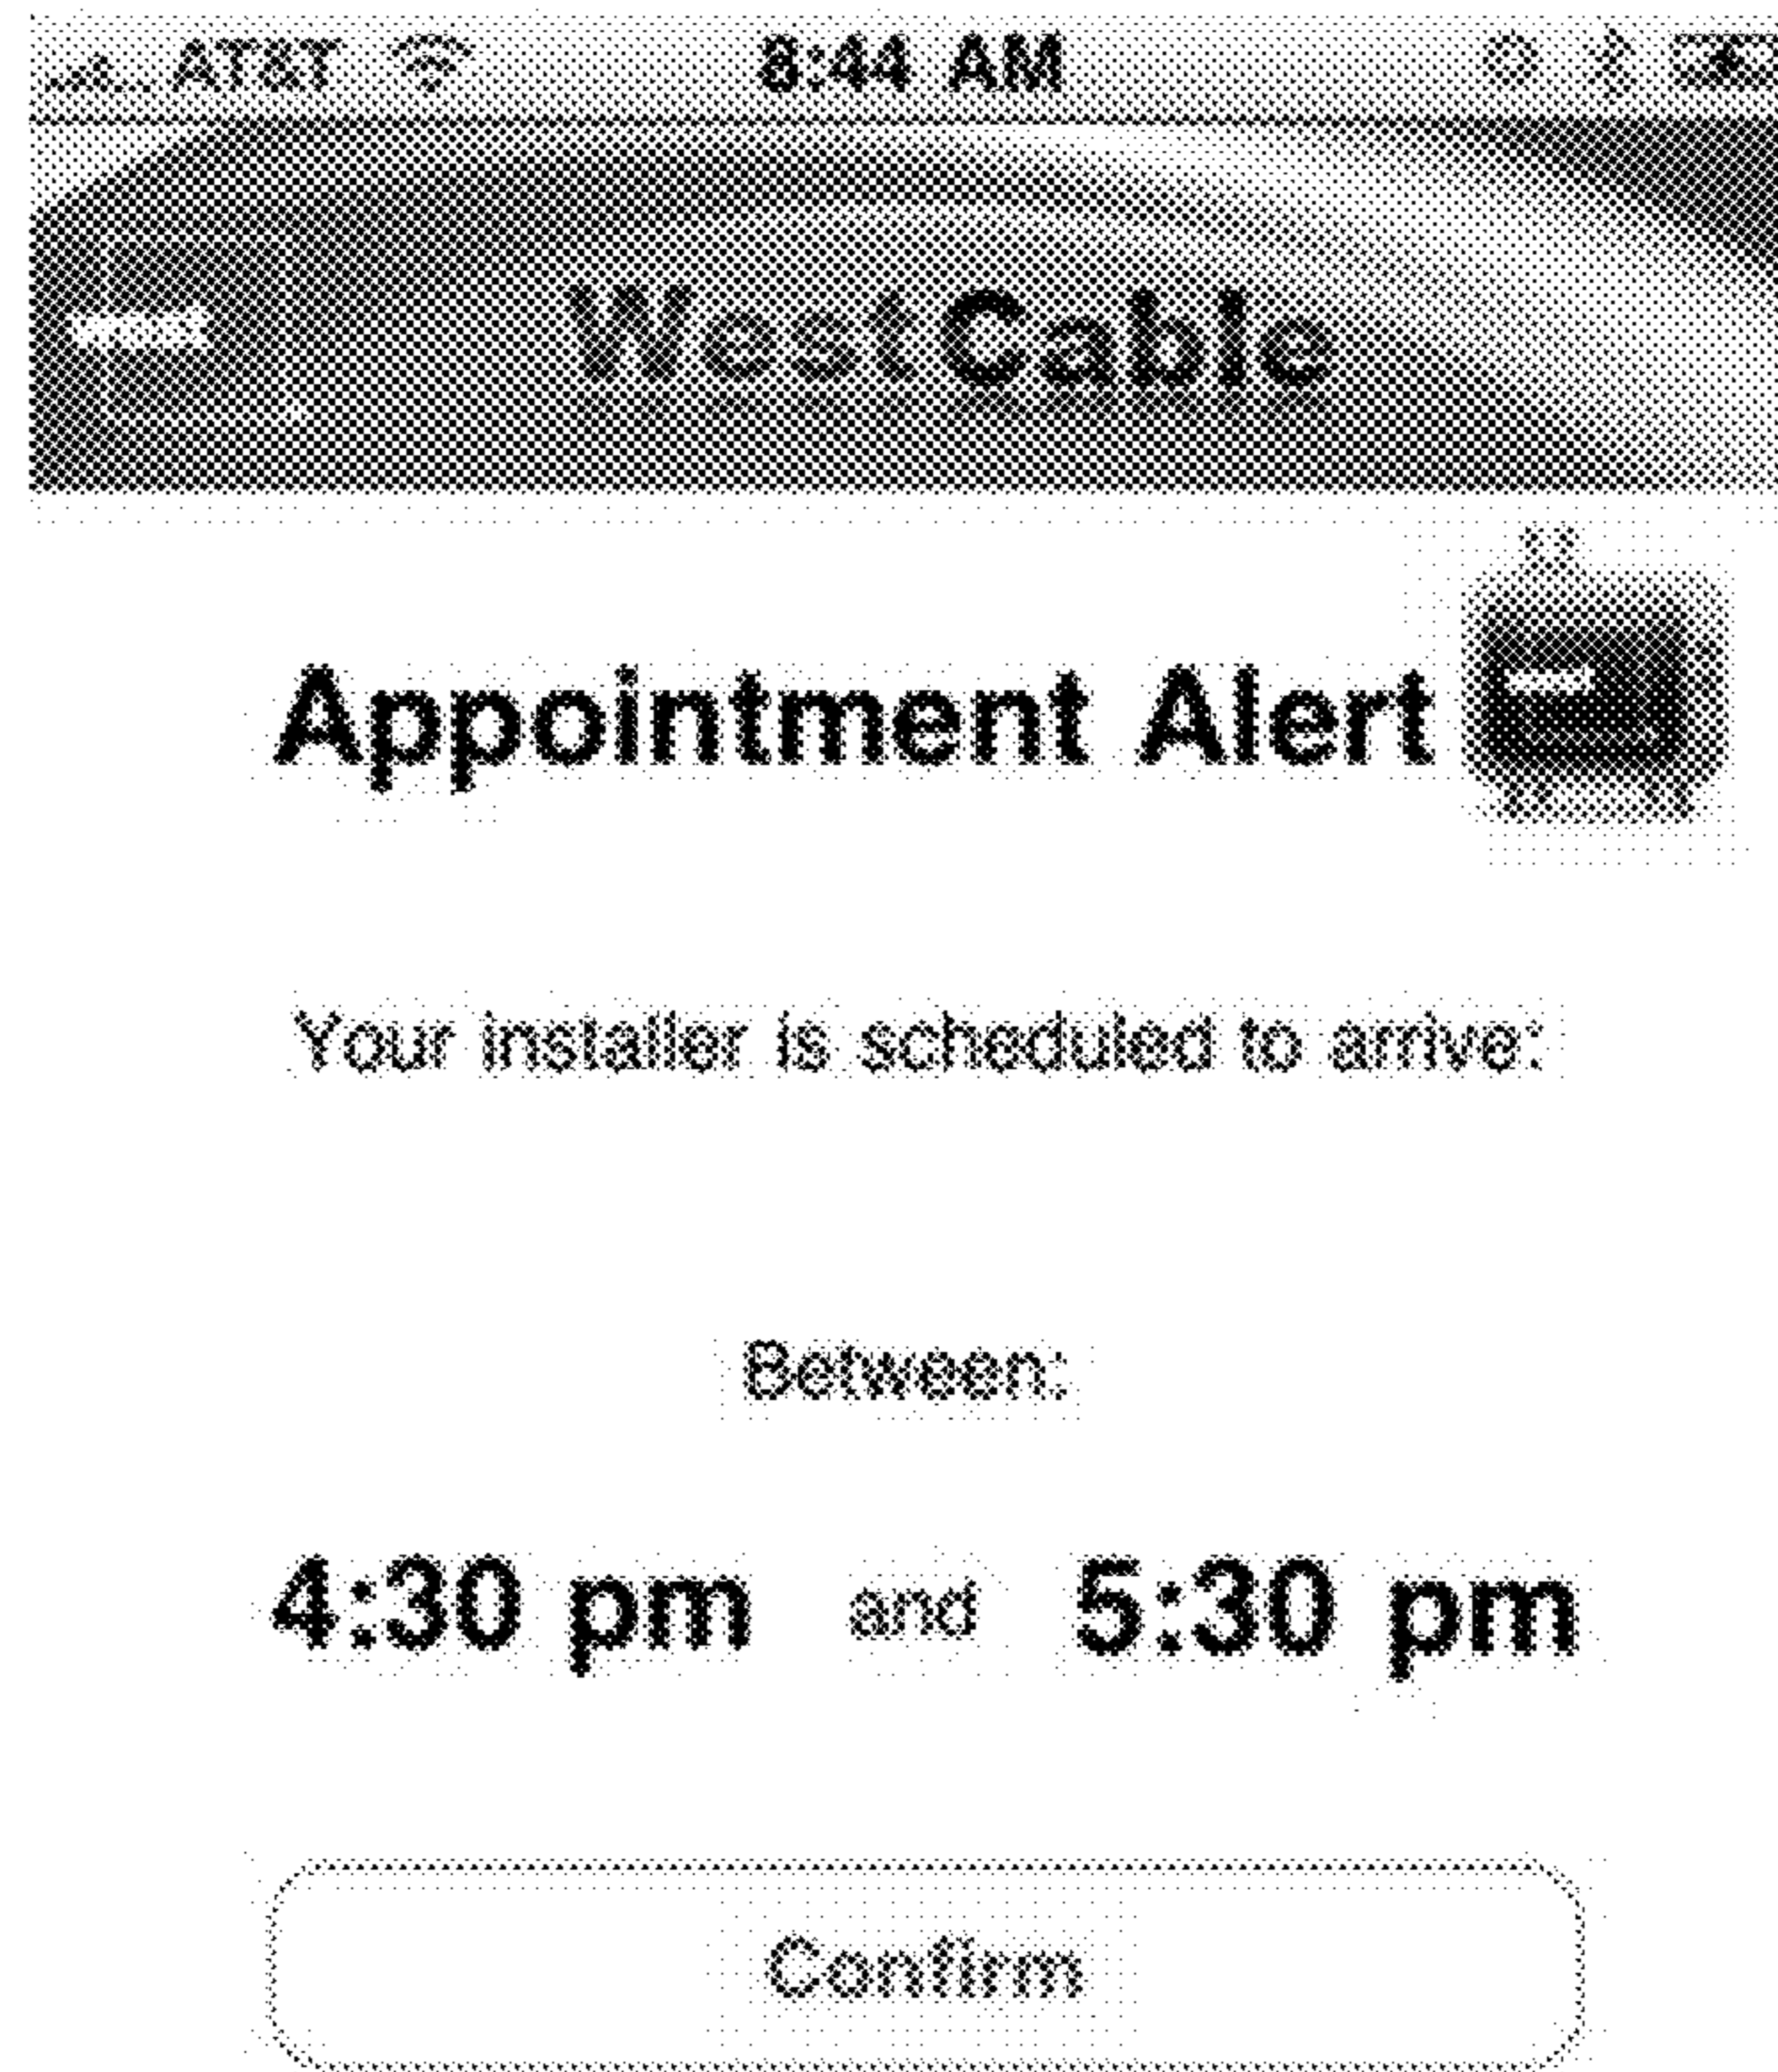 AT&T 8:44 AM
WestCable
Appointment Alert
Your installer is scheduled to arrive:
Between:
4:30 pm and 5:30 pm
Confirm